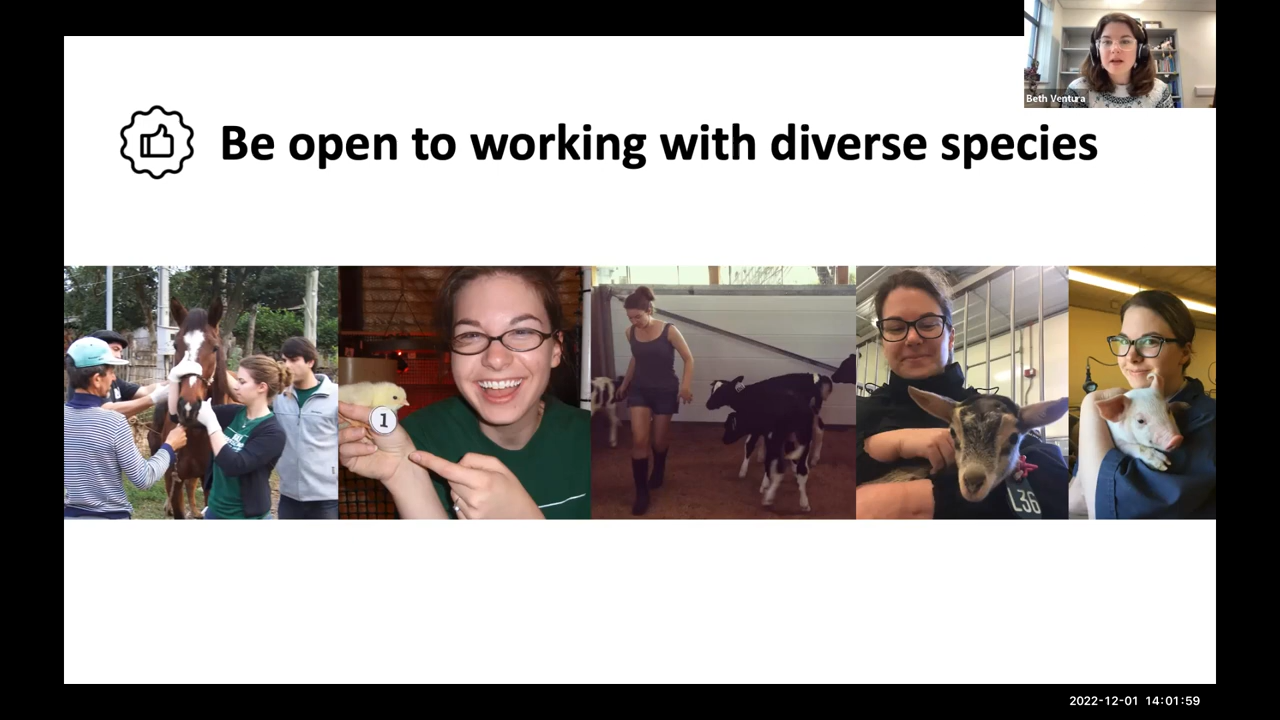 Beth Ventura
Be open to working with diverse species
1
L36
2022-12-01 14:01:59